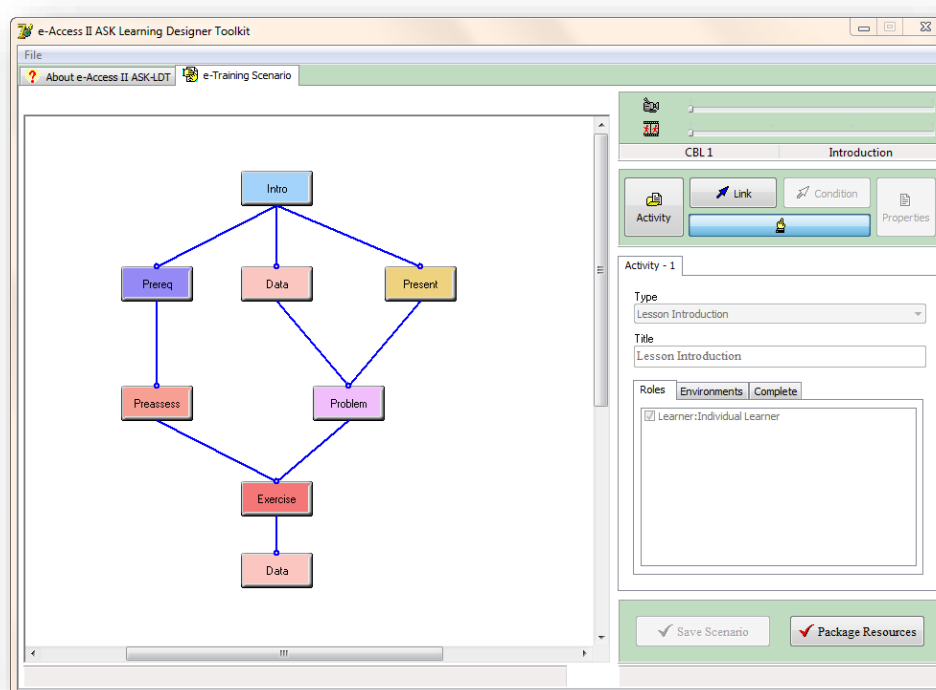 e-Access II ASK Learning Designer Toolkit
File
? About e-Access II ASK-LDT
e-Training Scenario
CBL 1
Introduction
Activity
Link
Condition
Properties
Intro
Prereq
Data
Present
Preassess
Problem
Exercise
Data
Activity - 1
Type
Lesson Introduction
Title
Lesson Introduction
Roles
Environments
Complete
Learner:Individual Learner
Save Scenario
Package Resources